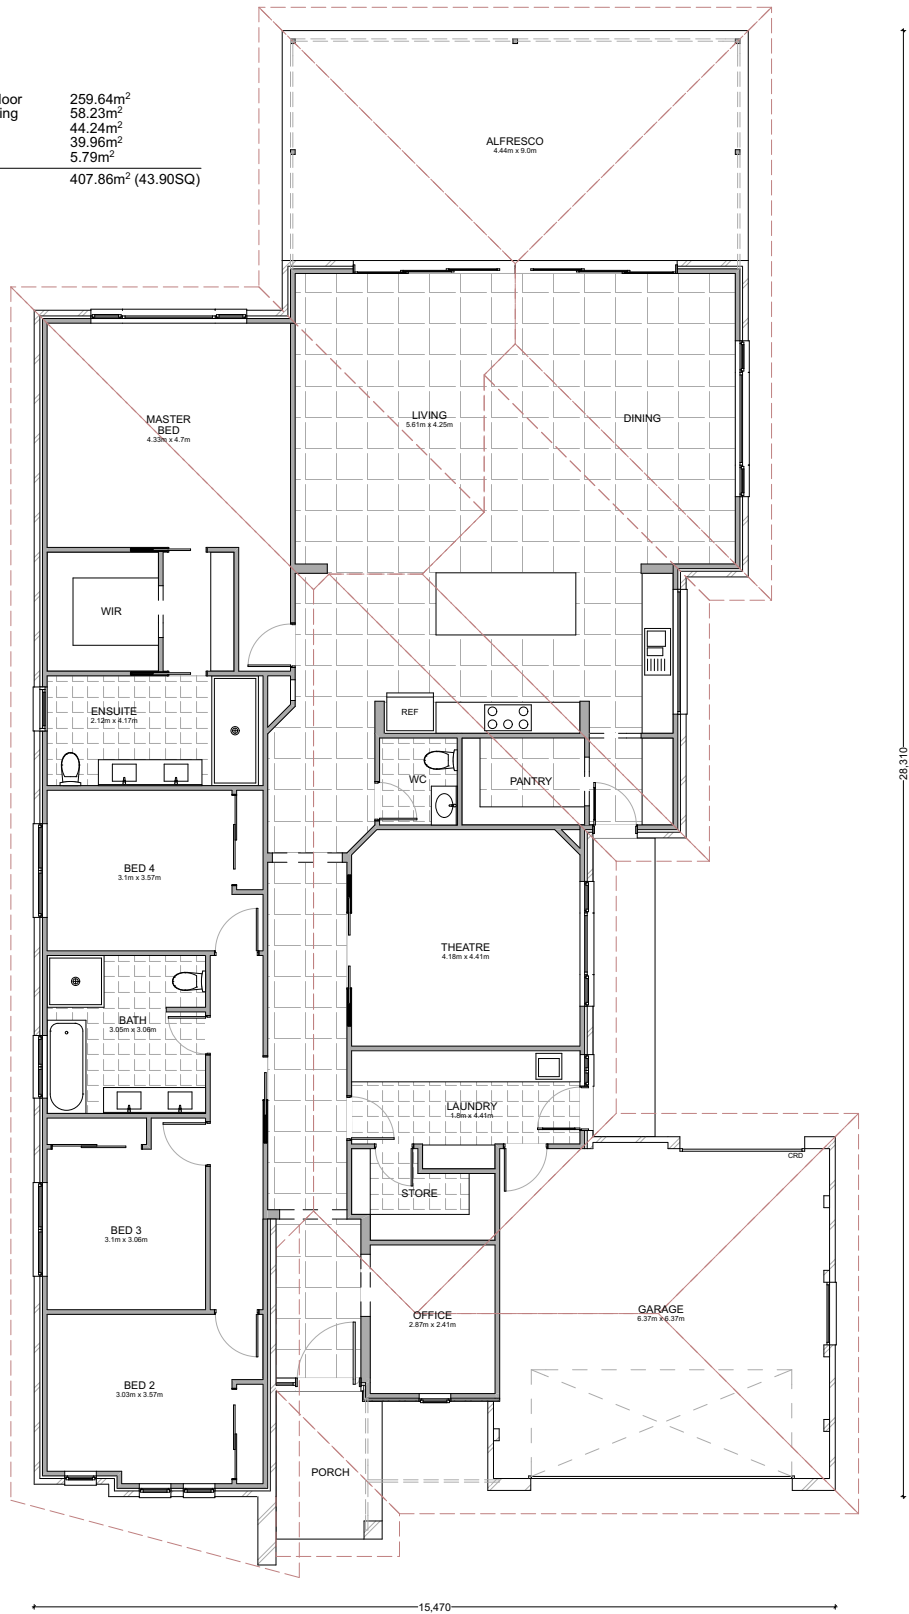 loor 259.64m²
ing 58.23m²
44.24m²
39.96m²
5.79m²
407.86m² (43.90SQ)
ALFRESCO
4.44m x 9.0m
MASTER
BED
4.33m x 4.7m
LIVING
5.61m x 4.25m
DINING
WIR
ENSUITE
2.12m x 4.17m
REF
WC
PANTRY
28,310
BED 4
3.1m x 3.57m
THEATRE
4.18m x 4.41m
BATH
3.05m x 3.06m
LAUNDRY
1.8m x 4.41m
CRD
STORE
BED 3
3.1m x 3.06m
OFFICE
2.87m x 2.41m
GARAGE
6.37m x 6.37m
BED 2
3.03m x 3.57m
PORCH
15,470